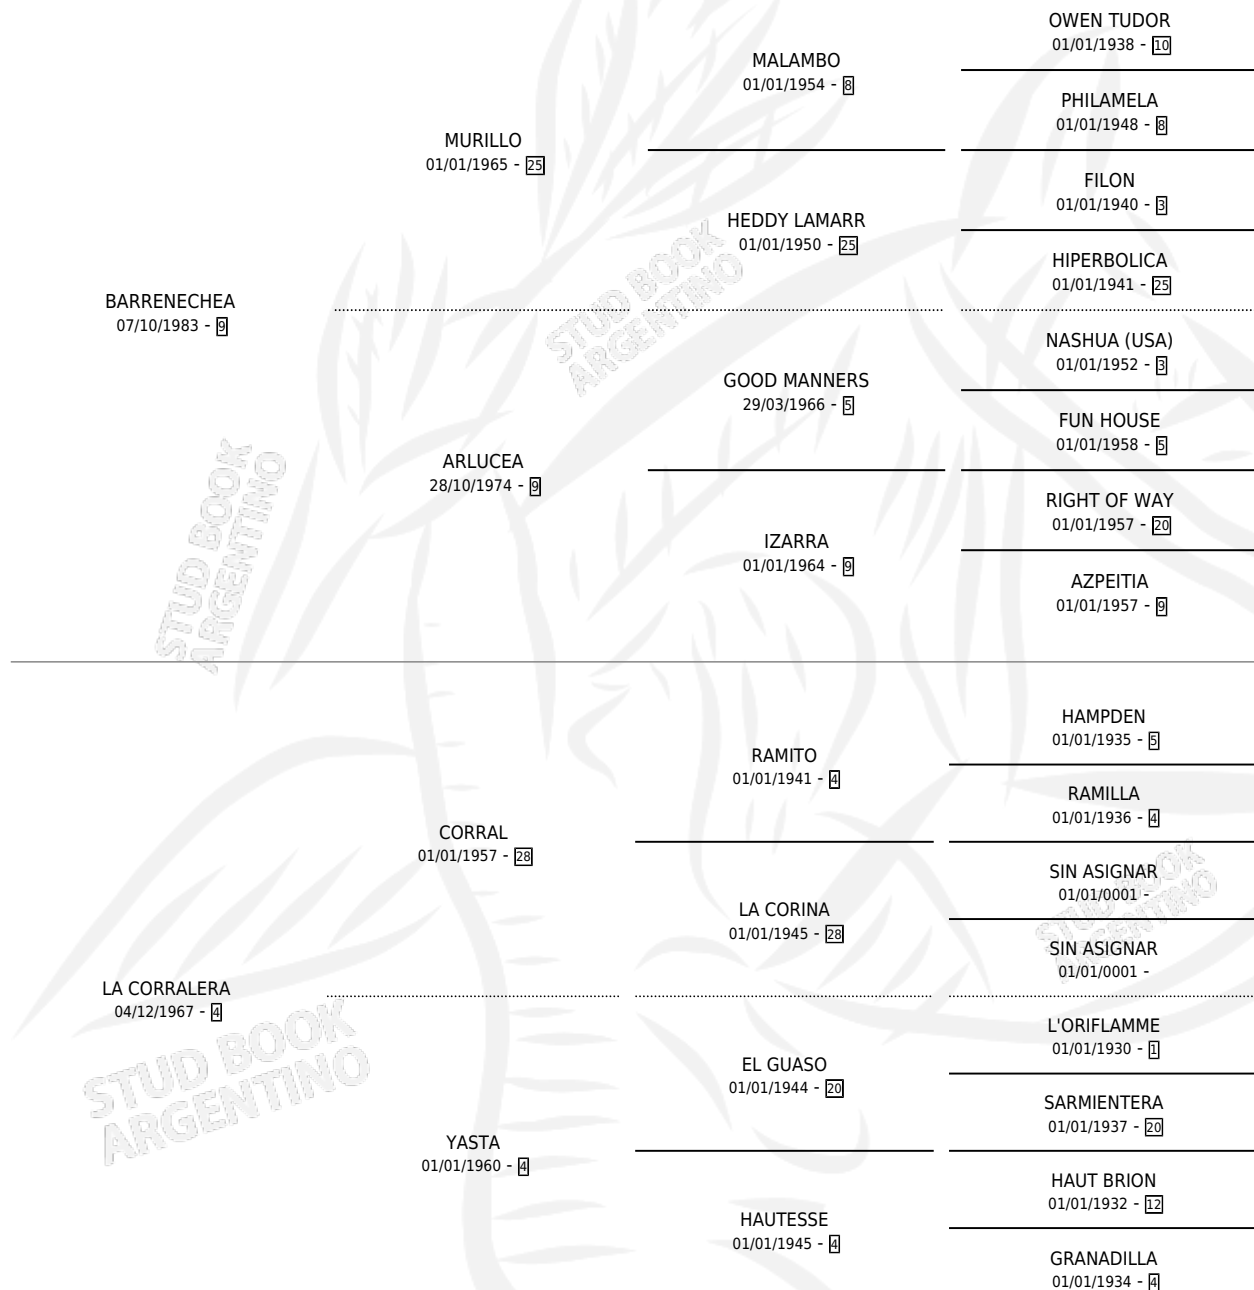 OWEN TUDOR
01/01/1938 - 10
MALAMBO
01/01/1954 - 8
PHILAMELA
01/01/1948 - 8
MURILLO
01/01/1965 - 25
FILON
01/01/1940 - 3
HEDDY LAMARR
01/01/1950 - 25
HIPERBOLICA
01/01/1941 - 25
BARRENECHEA
07/10/1983 - 9
NASHUA (USA)
01/01/1952 - 3
GOOD MANNERS
29/03/1966 - 5
FUN HOUSE
01/01/1958 - 5
ARLUCEA
28/10/1974 - 9
RIGHT OF WAY
01/01/1957 - 20
IZARRA
01/01/1964 - 9
AZPEITIA
01/01/1957 - 9
STUD BOOK
ARGENTINO
STUD BOOK
ARGENTINO
HAMPDEN
01/01/1935 - 5
RAMITO
01/01/1941 - 4
RAMILLA
01/01/1936 - 4
CORRAL
01/01/1957 - 28
SIN ASIGNAR
01/01/0001 -
LA CORINA
01/01/1945 - 28
SIN ASIGNAR
01/01/0001 -
STUD BOOK
ARGENTINO
LA CORRALERA
04/12/1967 - 4
L'ORIFLAMME
01/01/1930 - 1
EL GUASO
01/01/1944 - 20
SARMIENTERA
01/01/1937 - 20
STUD BOOK
ARGENTINO
YASTA
01/01/1960 - 4
HAUT BRION
01/01/1932 - 12
HAUTESSE
01/01/1945 - 4
GRANADILLA
01/01/1934 - 4